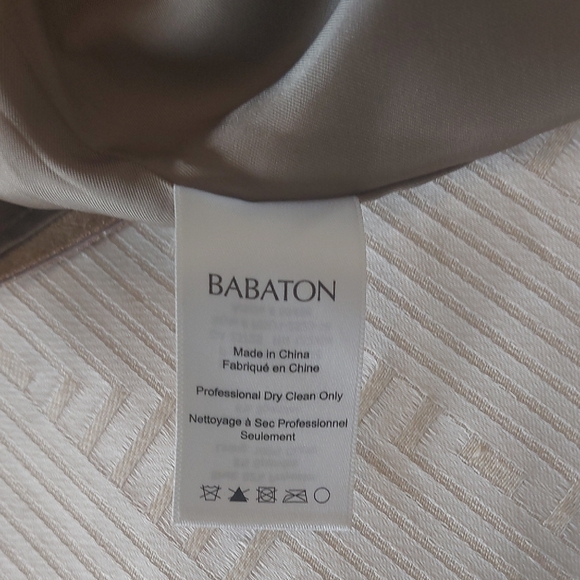 BABATON
Made in China
Fabriqué en Chine
Professional Dry Clean Only
Nettoyage à Sec Professionnel
Seulement